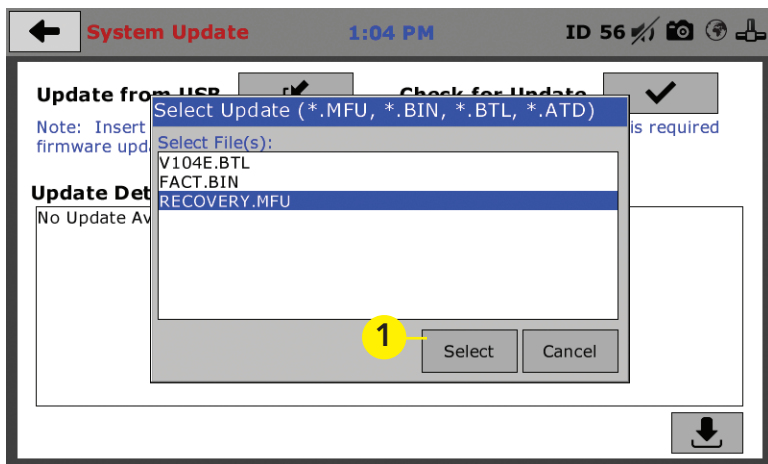 System Update 1:04 PM ID 56
Update from USB Check for Update
Select Update (*.MFU, *.BIN, *.BTL, *.ATD)
Note: Insert is required
firmware upd
Select File(s):
V104E.BTL
FACT.BIN
RECOVERY.MFU
Update Det
No Update Av
1
Select Cancel